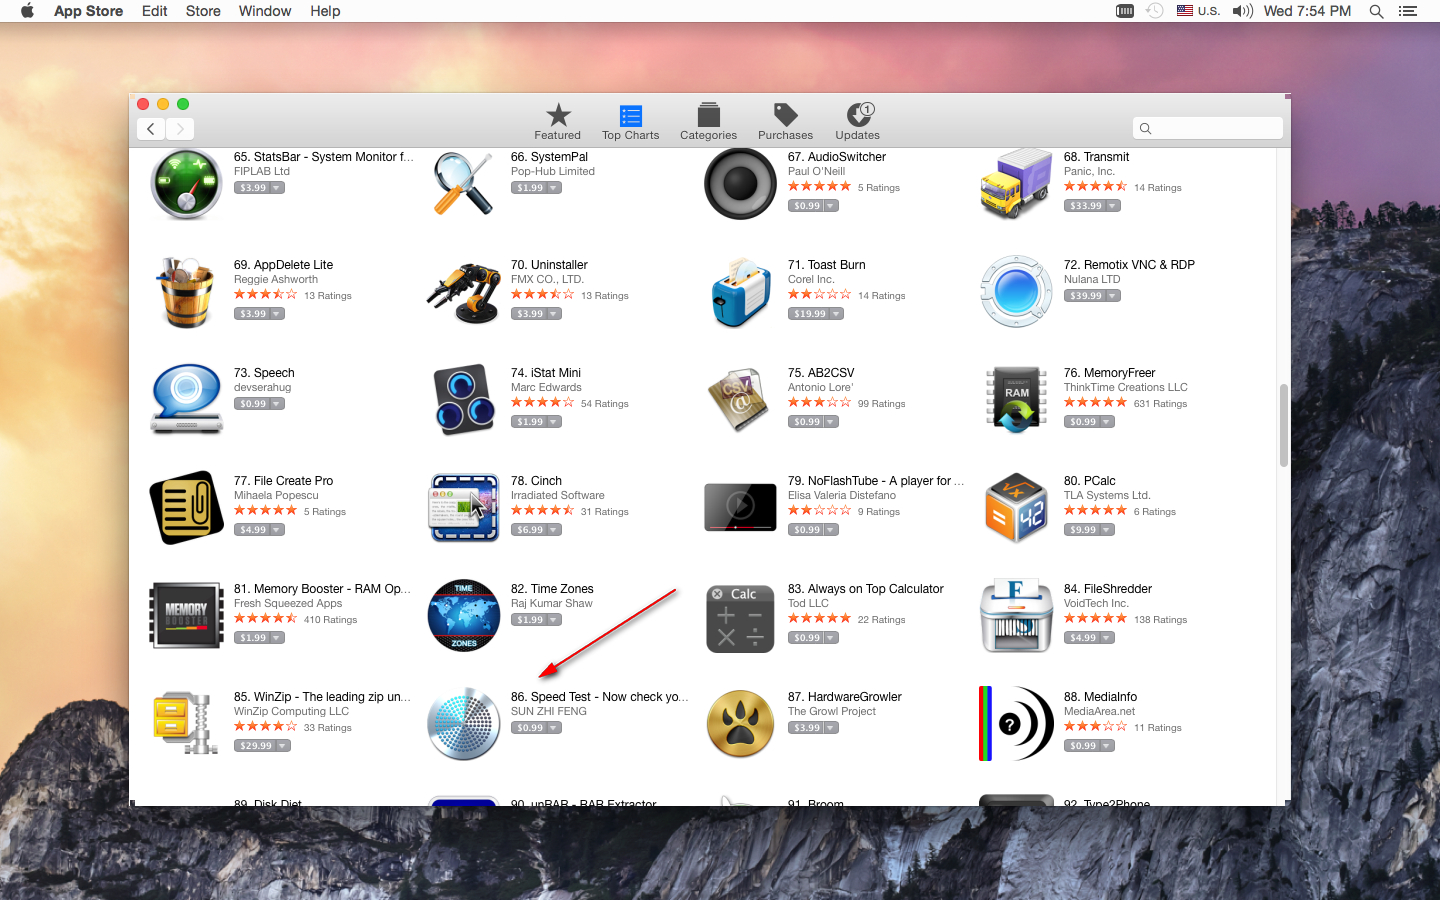 App Store Edit Store Window Help
U.S. Wed 7:54 PM
Featured Top Charts Categories Purchases Updates
1
65. StatsBar - System Monitor f...
FIPLAB Ltd
$3.99
66. SystemPal
Pop-Hub Limited
$1.99
67. AudioSwitcher
Paul O'Neill
5 Ratings
$0.99
68. Transmit
Panic, Inc.
14 Ratings
$33.99
69. AppDelete Lite
Reggie Ashworth
13 Ratings
$3.99
70. Uninstaller
FMX CO., LTD.
13 Ratings
$3.99
71. Toast Burn
Corel Inc.
14 Ratings
$19.99
72. Remotix VNC & RDP
Nulana LTD
$39.99
73. Speech
devserahug
$0.99
74. iStat Mini
Marc Edwards
54 Ratings
$1.99
CSV
@
75. AB2CSV
Antonio Lore'
99 Ratings
$0.99
RAM
76. MemoryFreer
ThinkTime Creations LLC
631 Ratings
$0.99
77. File Create Pro
Mihaela Popescu
5 Ratings
$4.99
78. Cinch
Irradiated Software
31 Ratings
$6.99
79. NoFlashTube - A player for ...
Elisa Valeria Distefano
9 Ratings
$0.99
√x
= 42
80. PCalc
TLA Systems Ltd.
6 Ratings
$9.99
MEMORY
BOOSTER
81. Memory Booster - RAM Op...
Fresh Squeezed Apps
410 Ratings
$1.99
TIME
ZONES
82. Time Zones
Raj Kumar Shaw
$1.99
Calc
+ −
× ÷
83. Always on Top Calculator
Tod LLC
22 Ratings
$0.99
F
S
84. FileShredder
VoidTech Inc.
138 Ratings
$4.99
85. WinZip - The leading zip un...
WinZip Computing LLC
33 Ratings
$29.99
86. Speed Test - Now check yo...
SUN ZHI FENG
$0.99
87. HardwareGrowler
The Growl Project
$3.99
?
88. MediaInfo
MediaArea.net
11 Ratings
$0.99
89. Disk Diet
90. unRAR - RAR Extractor
91. Broom
92. Type2Phone